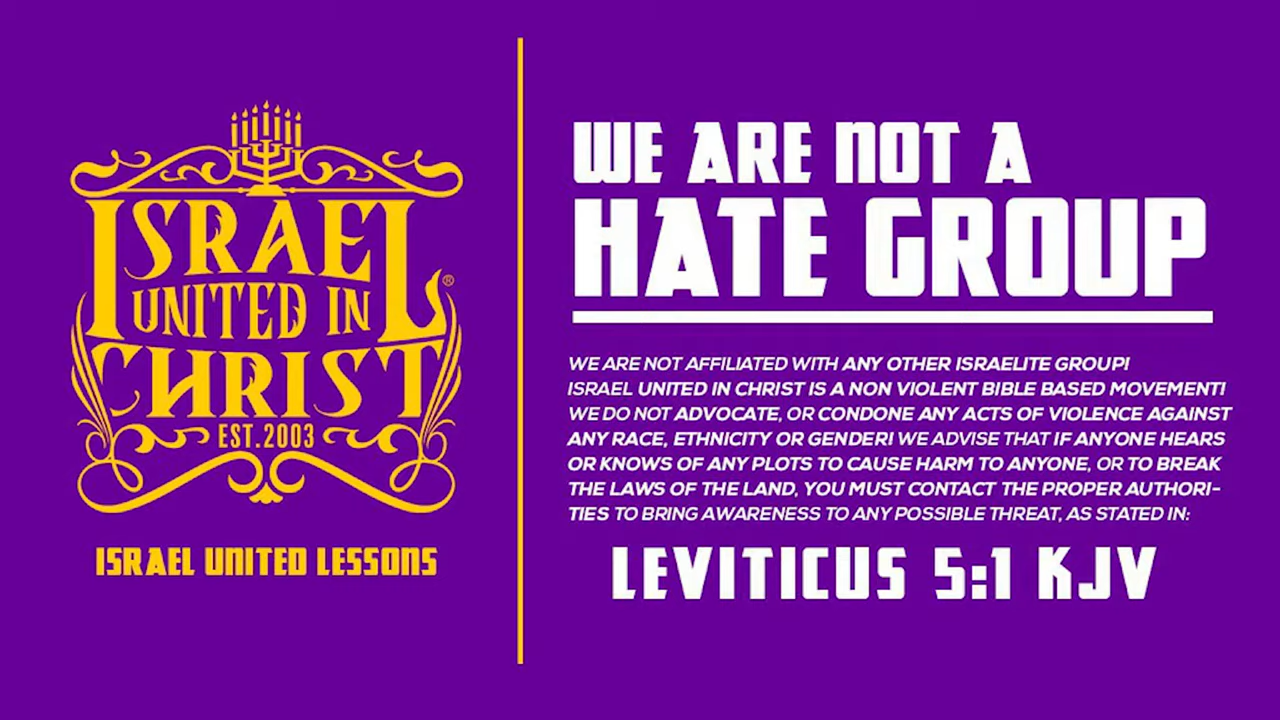 ISRAEL
UNITED IN
CHRIST
®
EST.2003
ISRAEL UNITED LESSONS
WE ARE NOT A
HATE GROUP
WE ARE NOT AFFILIATED WITH ANY OTHER ISRAELITE GROUP!
ISRAEL UNITED IN CHRIST IS A NON VIOLENT BIBLE BASED MOVEMENT!
WE DO NOT ADVOCATE, OR CONDONE ANY ACTS OF VIOLENCE AGAINST
ANY RACE, ETHNICITY OR GENDER! WE ADVISE THAT IF ANYONE HEARS
OR KNOWS OF ANY PLOTS TO CAUSE HARM TO ANYONE, OR TO BREAK
THE LAWS OF THE LAND, YOU MUST CONTACT THE PROPER AUTHORI-
TIES TO BRING AWARENESS TO ANY POSSIBLE THREAT, AS STATED IN:
LEVITICUS 5:1 KJV